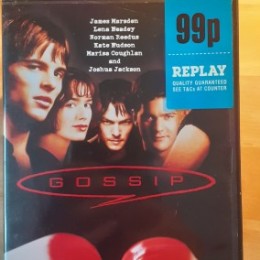 James Marsden
Lena Headey
Norman Reedus
Kate Hudson
Marisa Coughlan
and
Joshua Jackson
99p
REPLAY
QUALITY GUARANTEED
SEE T&Cs AT COUNTER
GOSSIP